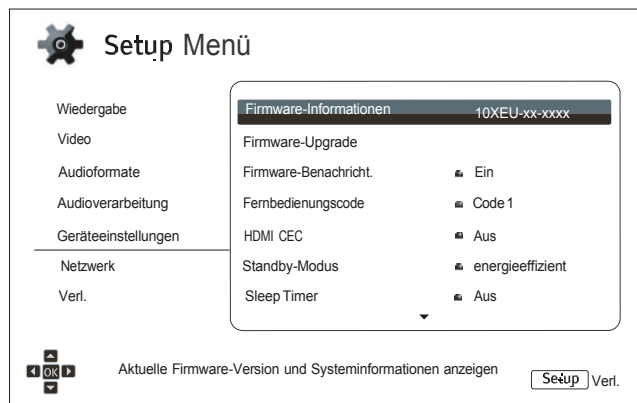 Setup Menü
Wiedergabe
Video
Audioformate
Audioverarbeitung
Geräteeinstellungen
Netzwerk
Verl.
Firmware-Informationen 10XEU-xx-xxxx
Firmware-Upgrade
Firmware-Benachricht. Ein
Fernbedienungscode Code 1
HDMI CEC Aus
Standby-Modus energieeffizient
Sleep Timer Aus
OK
Aktuelle Firmware-Version und Systeminformationen anzeigen
Setup Verl.